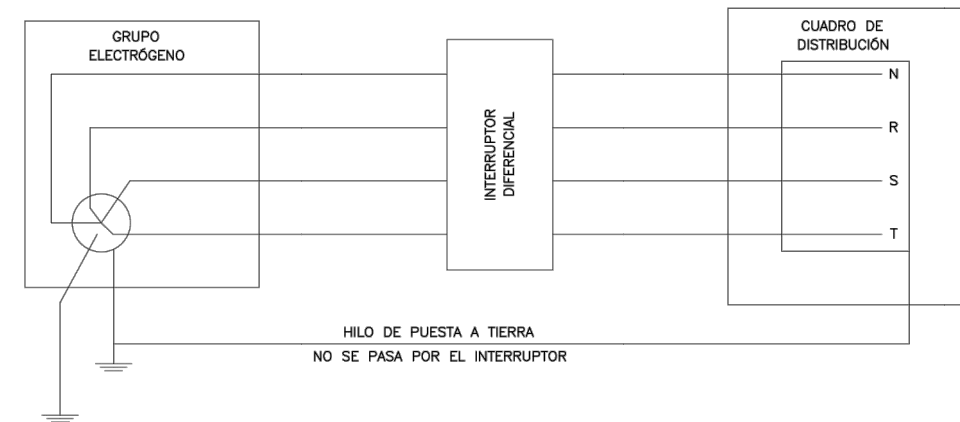 GRUPO
ELECTRÓGENO
INTERRUPTOR
DIFERENCIAL
CUADRO DE
DISTRIBUCIÓN
N
R
S
T
HILO DE PUESTA A TIERRA
NO SE PASA POR EL INTERRUPTOR